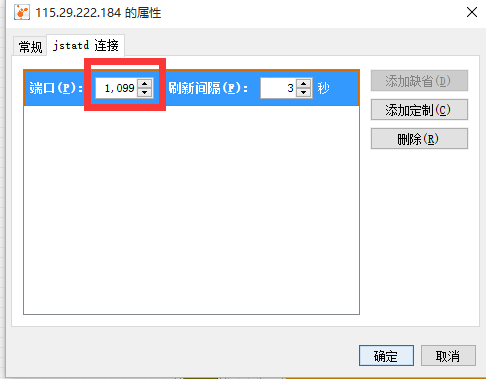 115.29.222.184 的属性
常规 jstatd 连接
端口(P): 1,099 刷新间隔(P): 3 秒
添加缺省(D)
添加定制(C)
删除(R)
确定 取消